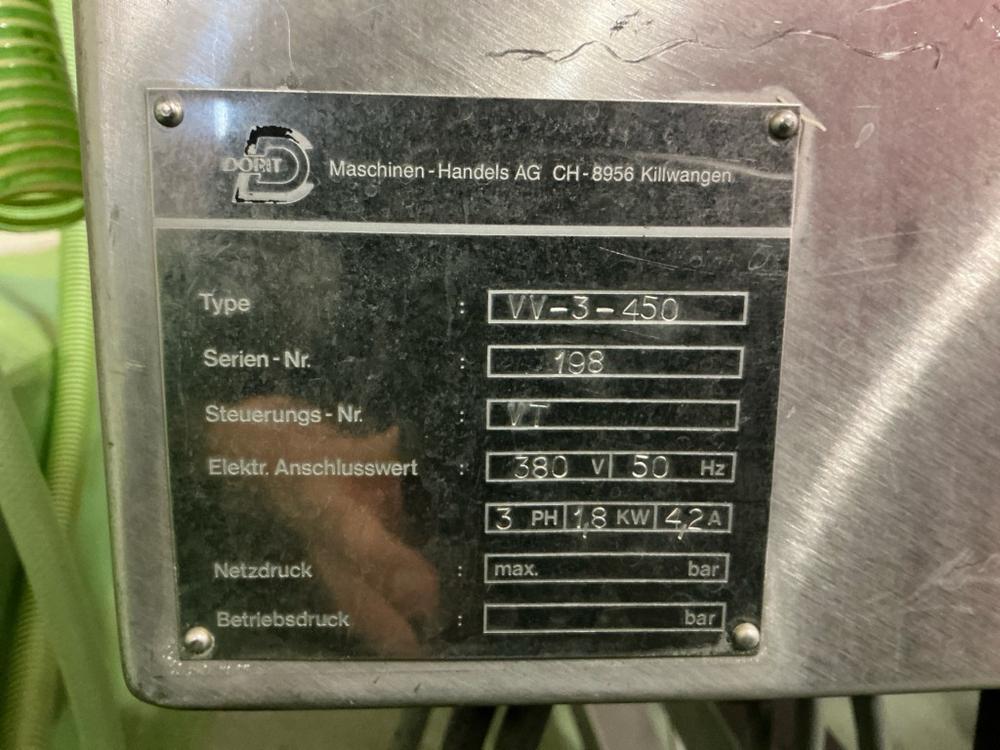 DORIT Maschinen-Handels AG CH-8956 Killwangen
Type : VV-3-450
Serien-Nr. : 198
Steuerungs-Nr. : VT
Elektr. Anschlusswert : 380 V 50 Hz
3 PH 1,8 KW 4,2 A
Netzdruck : max. bar
Betriebsdruck : bar